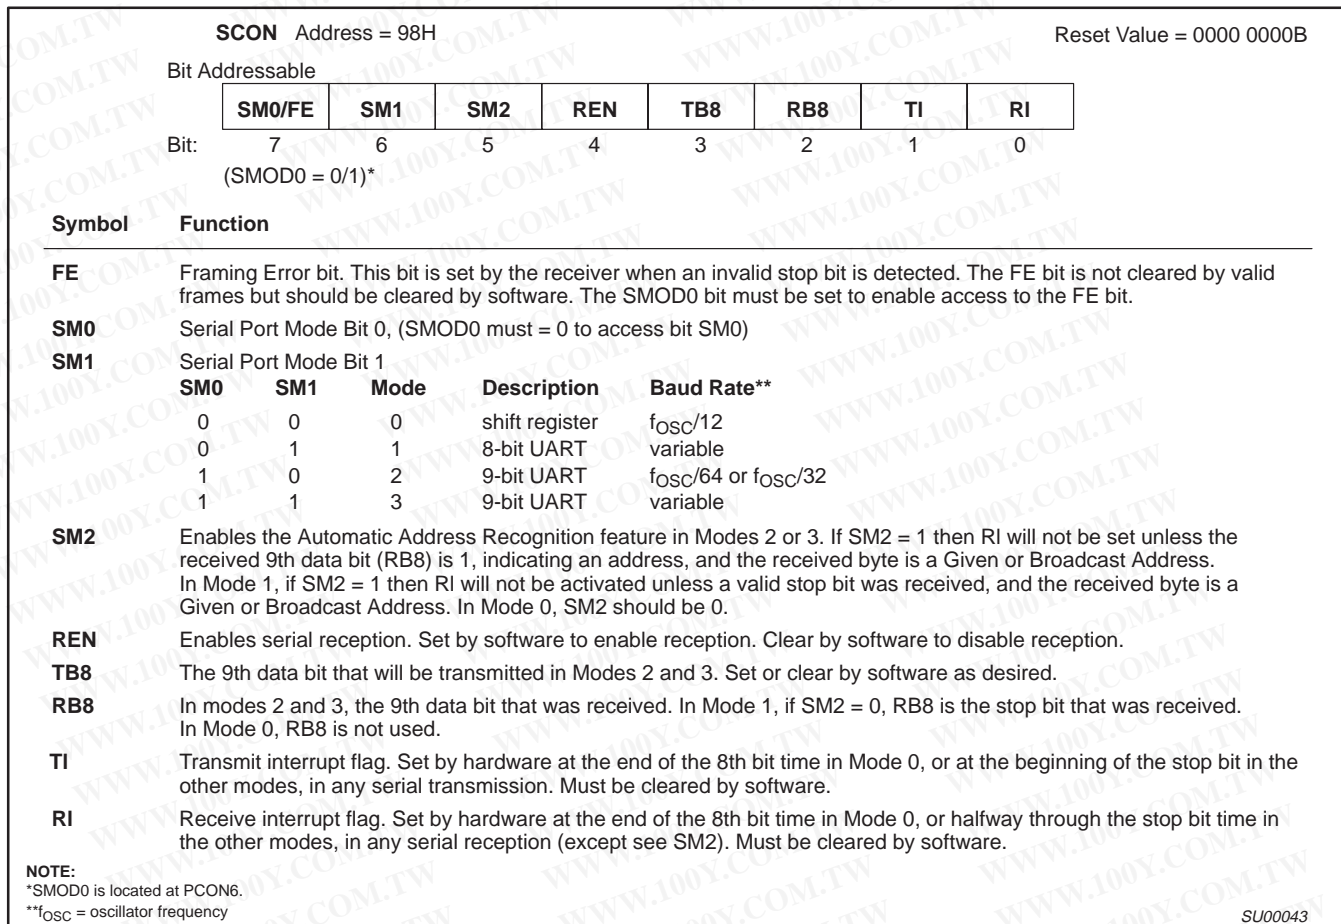 SCON Address = 98H Reset Value = 0000 0000B
Bit Addressable
SM0/FE SM1 SM2 REN TB8 RB8 TI RI
Bit: 7 6 5 4 3 2 1 0
(SMOD0 = 0/1)*
Symbol Function
FE Framing Error bit. This bit is set by the receiver when an invalid stop bit is detected. The FE bit is not cleared by valid
frames but should be cleared by software. The SMOD0 bit must be set to enable access to the FE bit.
SM0 Serial Port Mode Bit 0, (SMOD0 must = 0 to access bit SM0)
SM1 Serial Port Mode Bit 1
SM0 SM1 Mode Description Baud Rate**
0 0 0 shift register fOSC/12
0 1 1 8-bit UART variable
1 0 2 9-bit UART fOSC/64 or fOSC/32
1 1 3 9-bit UART variable
SM2 Enables the Automatic Address Recognition feature in Modes 2 or 3. If SM2 = 1 then RI will not be set unless the
received 9th data bit (RB8) is 1, indicating an address, and the received byte is a Given or Broadcast Address.
In Mode 1, if SM2 = 1 then RI will not be activated unless a valid stop bit was received, and the received byte is a
Given or Broadcast Address. In Mode 0, SM2 should be 0.
REN Enables serial reception. Set by software to enable reception. Clear by software to disable reception.
TB8 The 9th data bit that will be transmitted in Modes 2 and 3. Set or clear by software as desired.
RB8 In modes 2 and 3, the 9th data bit that was received. In Mode 1, if SM2 = 0, RB8 is the stop bit that was received.
In Mode 0, RB8 is not used.
TI Transmit interrupt flag. Set by hardware at the end of the 8th bit time in Mode 0, or at the beginning of the stop bit in the
other modes, in any serial transmission. Must be cleared by software.
RI Receive interrupt flag. Set by hardware at the end of the 8th bit time in Mode 0, or halfway through the stop bit time in
the other modes, in any serial reception (except see SM2). Must be cleared by software.
NOTE:
*SMOD0 is located at PCON6.
**fOSC = oscillator frequency
SU00043
WWW.100Y.COM.TW